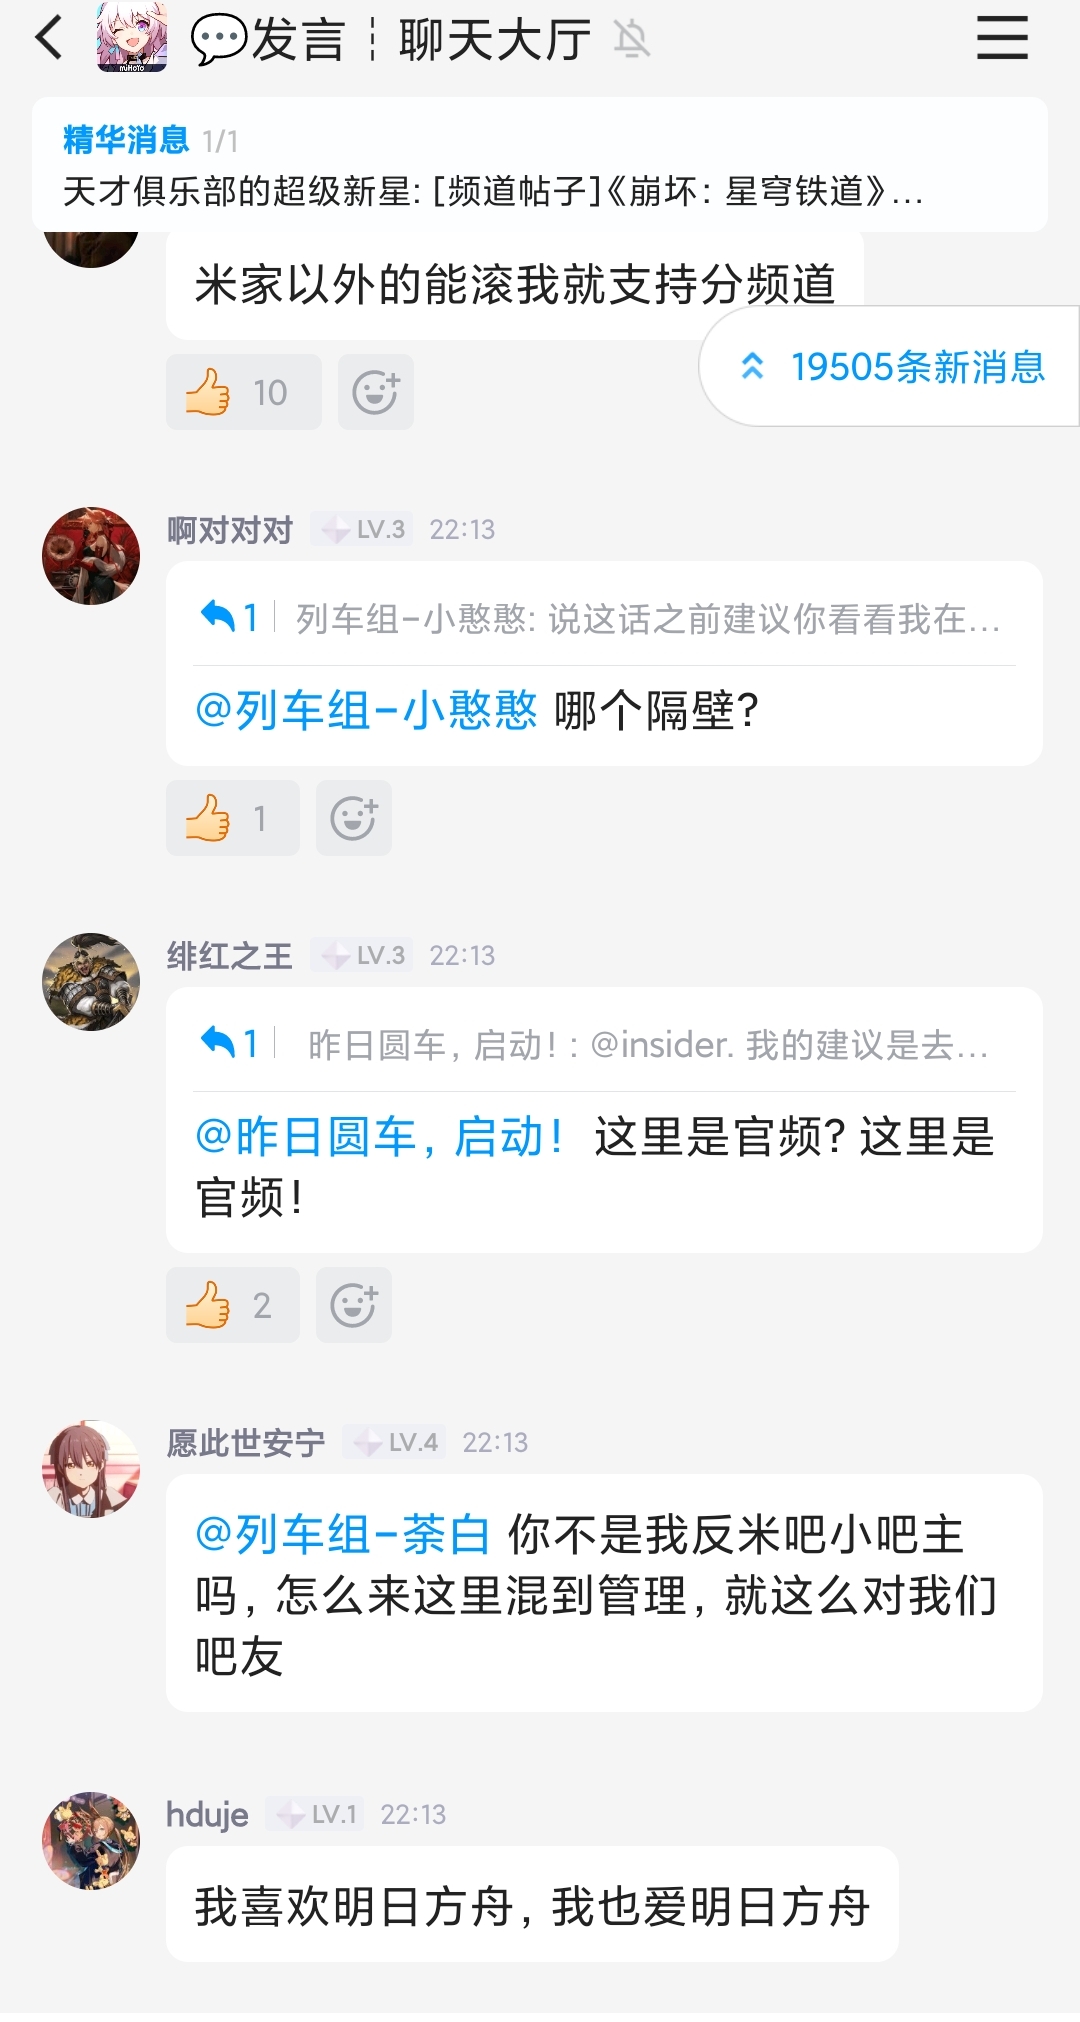 发言┆聊天大厅
miHoYo
精华消息 1/1
天才俱乐部的超级新星: [频道帖子]《崩坏：星穹铁道》...
米家以外的能滚我就支持分频道
19505条新消息
👍 10
啊对对对 LV.3 22:13
1 | 列车组-小憨憨: 说这话之前建议你看看我在...
@列车组-小憨憨 哪个隔壁？
👍 1
绯红之王 LV.3 22:13
1 | 昨日圆车，启动！: @insider. 我的建议是去...
@昨日圆车，启动！ 这里是官频？这里是
官频！
👍 2
愿此世安宁 LV.4 22:13
@列车组-荼白 你不是我反米吧小吧主
吗，怎么来这里混到管理，就这么对我们
吧友
hduje LV.1 22:13
我喜欢明日方舟，我也爱明日方舟